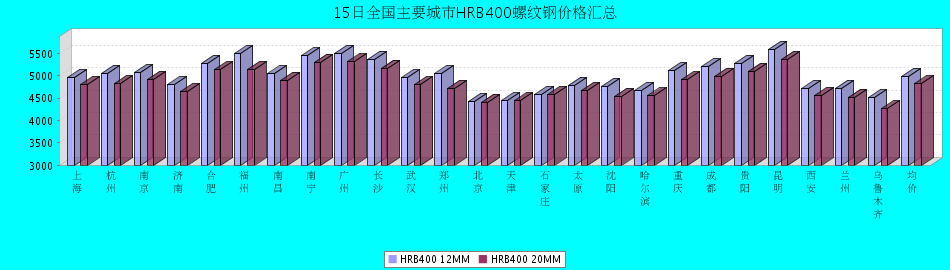 15日全国主要城市HRB400螺纹钢价格汇总
5500
5000
4500
4000
3500
3000
上海
杭州
南京
济南
合肥
福州
南昌
南宁
广州
长沙
武汉
郑州
北京
天津
石家庄
太原
沈阳
哈尔滨
重庆
成都
贵阳
昆明
西安
兰州
乌鲁木齐
均价
HRB400 12MM HRB400 20MM